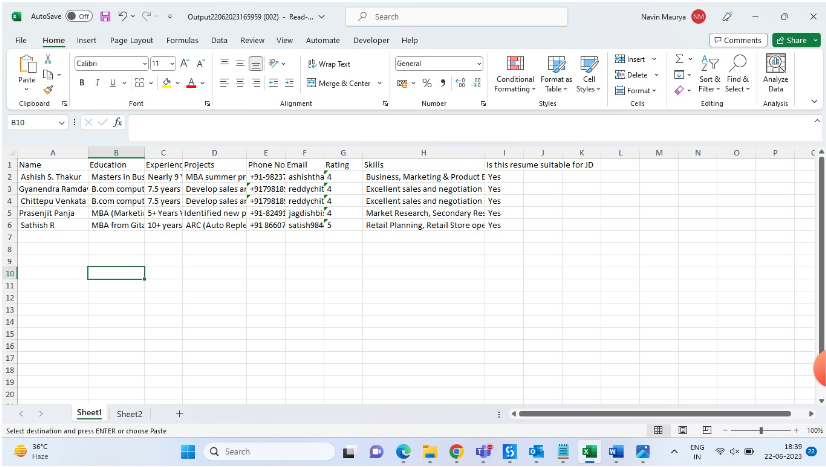 AutoSave Off Output22062023165959 (002) - Read-... Search Navin Maurya NM
File Home Insert Page Layout Formulas Data Review View Automate Developer Help Comments Share
Paste Calibri 11 A A Wrap Text General Conditional Formatting Format as Table Cell Styles Insert Sort & Filter Find & Select Analyze Data
B I U A Merge & Center % Delete
Format
Clipboard Font Alignment Number Styles Cells Editing Analysis
B10 fx
A B C D E F G H I J K L M N O P
1 Name Education Experienc Projects Phone No Email Rating Skills Is this resume suitable for JD
2 Ashish S. Thakur Masters in Bus Nearly 9 MBA summer pr +91-9823 ashishtha 4 Business, Marketing & Product E Yes
3 Gyanendra Ramda B.com comput 7.5 years Develop sales ar +9179818 reddychit 4 Excellent sales and negotiation Yes
4 Chittepu Venkata B.com comput 7.5 years Develop sales ar +9179818 reddychit 4 Excellent sales and negotiation Yes
5 Prasenjit Panja MBA (Marketi 5+ Years Identified new p +91-8249 jagdishbi 4 Market Research, Secondary Res Yes
6 Sathish R MBA from Gita 10+ years ARC (Auto Reple +91 86607 satish984 5 Retail Planning, Retail Store ope Yes
7
8
9
10
11
12
13
14
15
16
17
18
19
20
Sheet1 Sheet2 +
Select destination and press ENTER or choose Paste 100%
36°C
Haze
Search
ENG
IN
18:39
22-06-2023
22